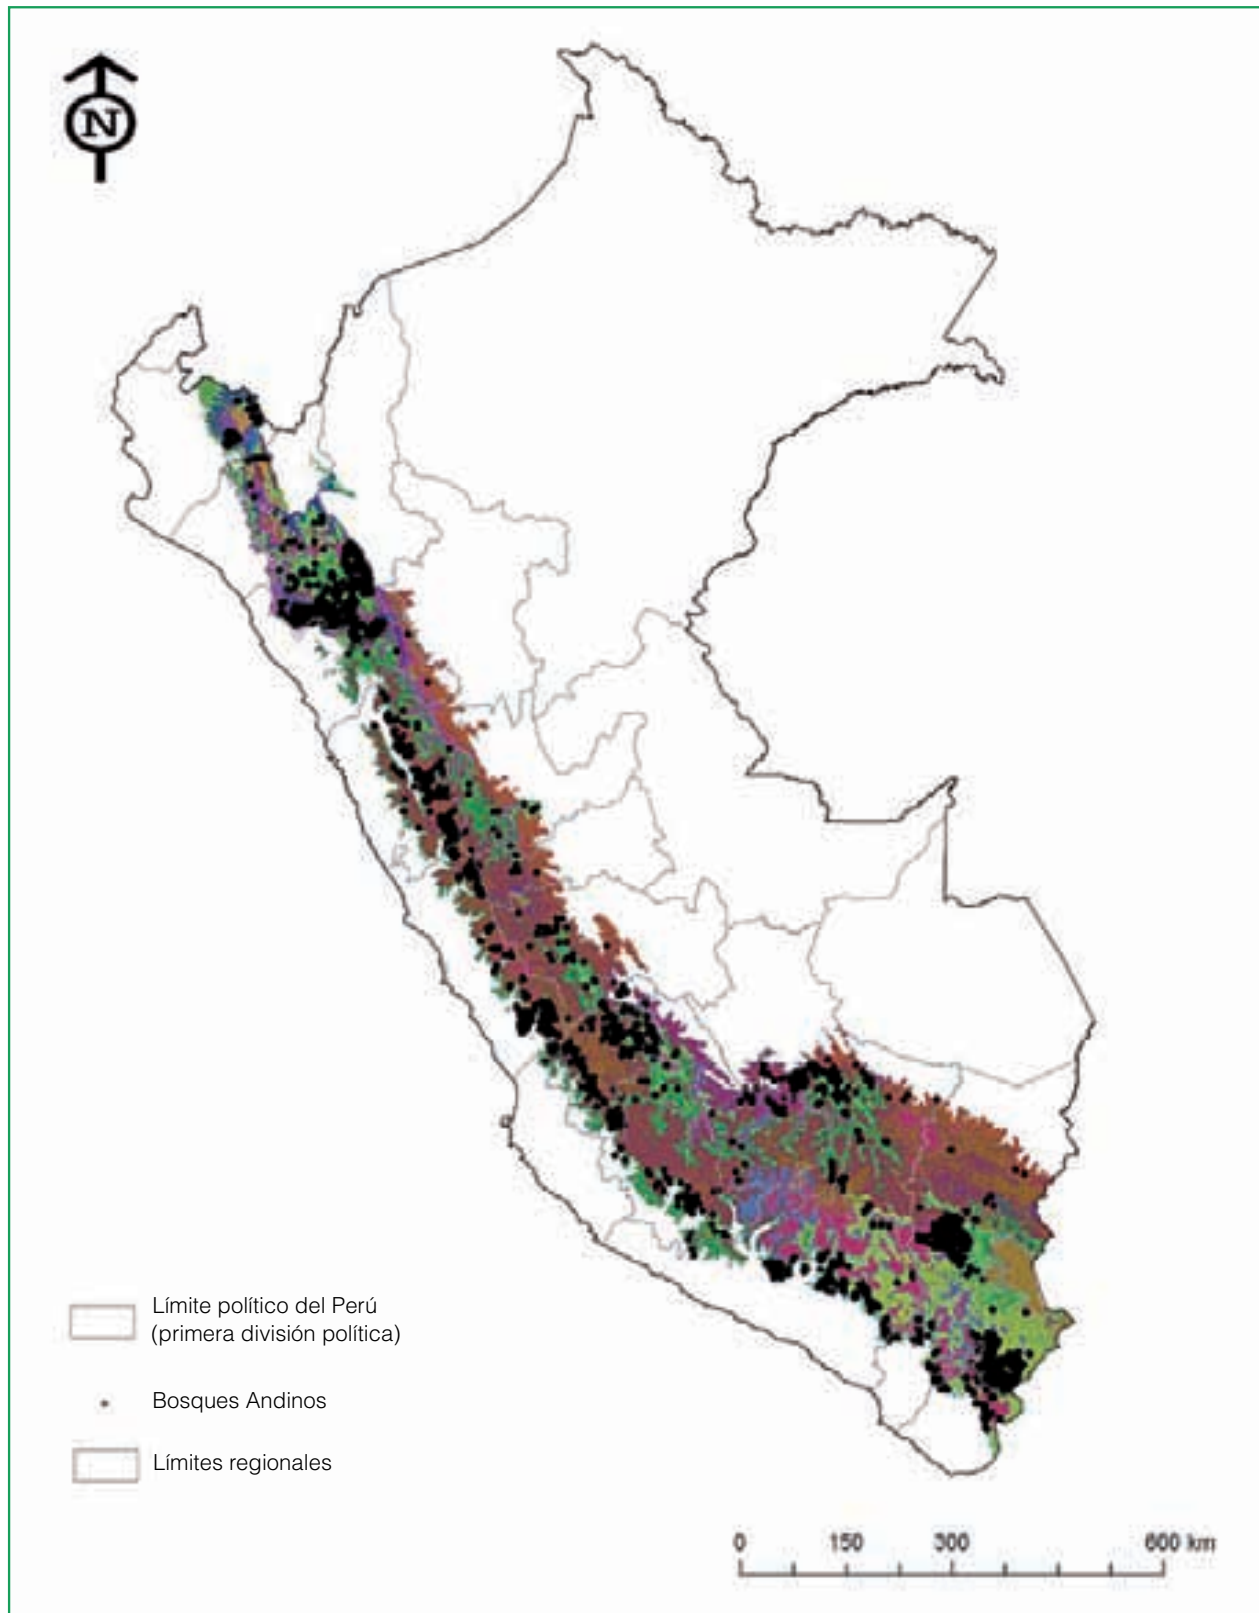 N
Límite político del Perú
(primera división política)
Bosques Andinos
Límites regionales
0 150 300 600 km